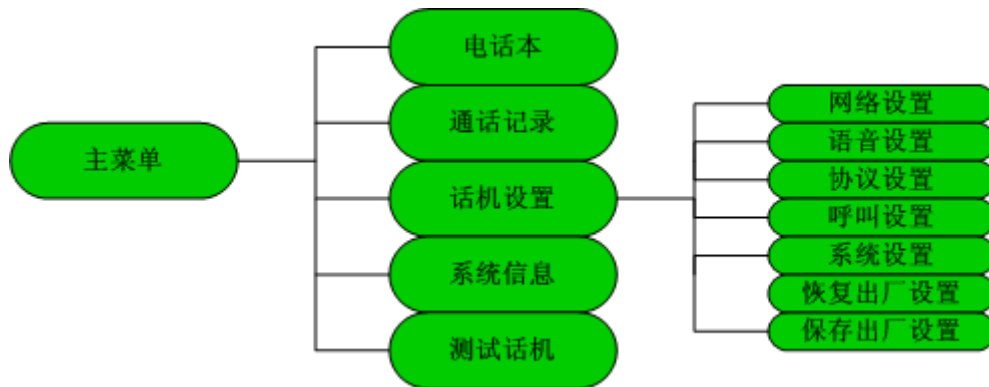 主菜单
电话本
通话记录
话机设置
系统信息
测试话机
网络设置
语音设置
协议设置
呼叫设置
系统设置
恢复出厂设置
保存出厂设置